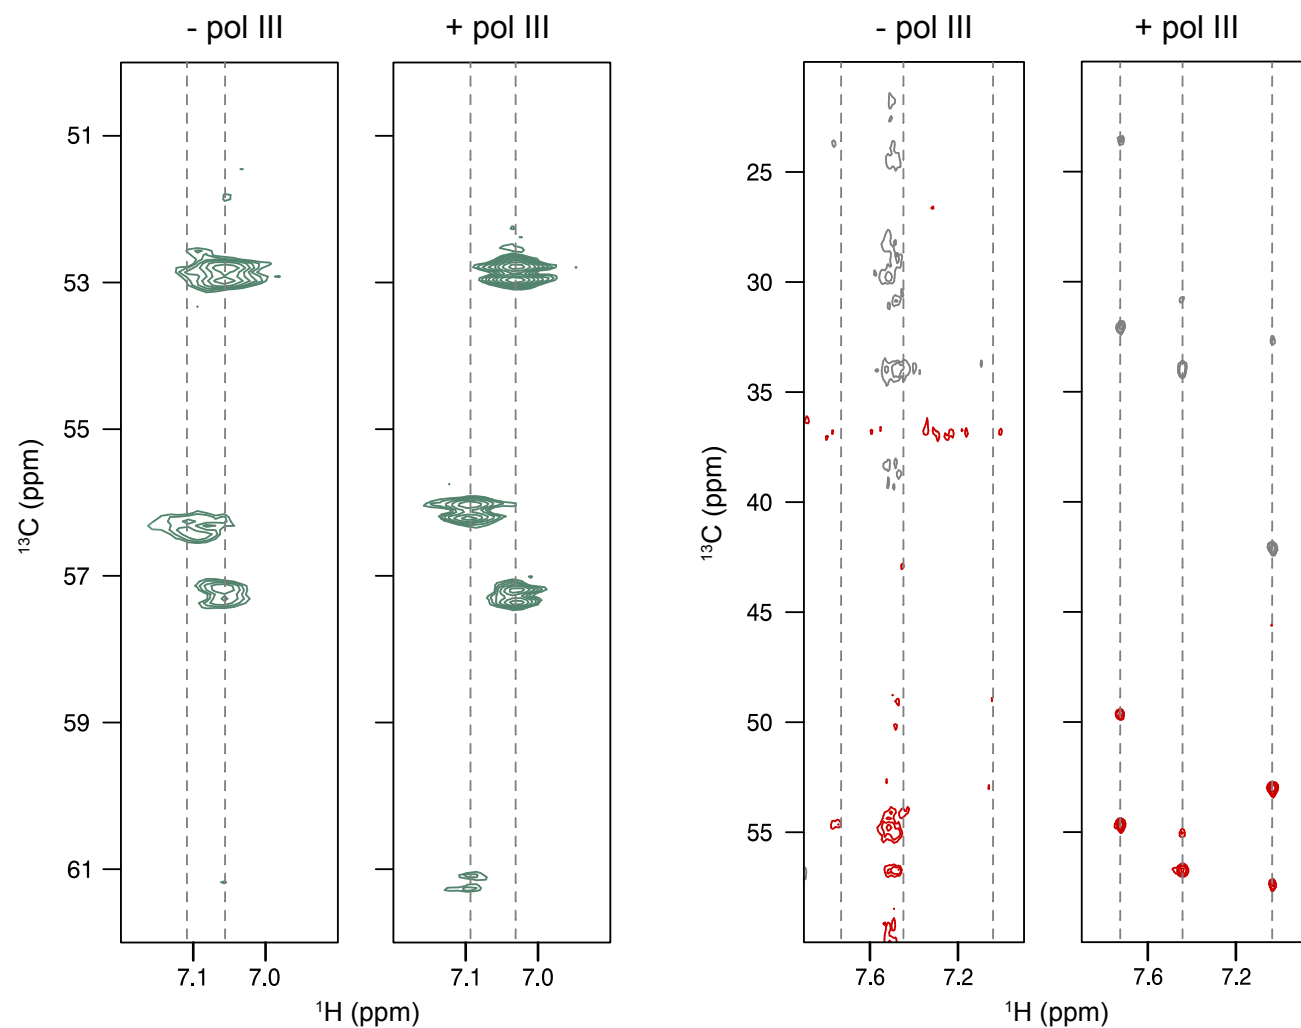 - pol III
+ pol III
- pol III
+ pol III
51
53
55
57
59
61
¹³C (ppm)
7.1
7.0
7.1
7.0
¹H (ppm)
25
30
35
40
45
50
55
¹³C (ppm)
7.6
7.2
7.6
7.2
¹H (ppm)